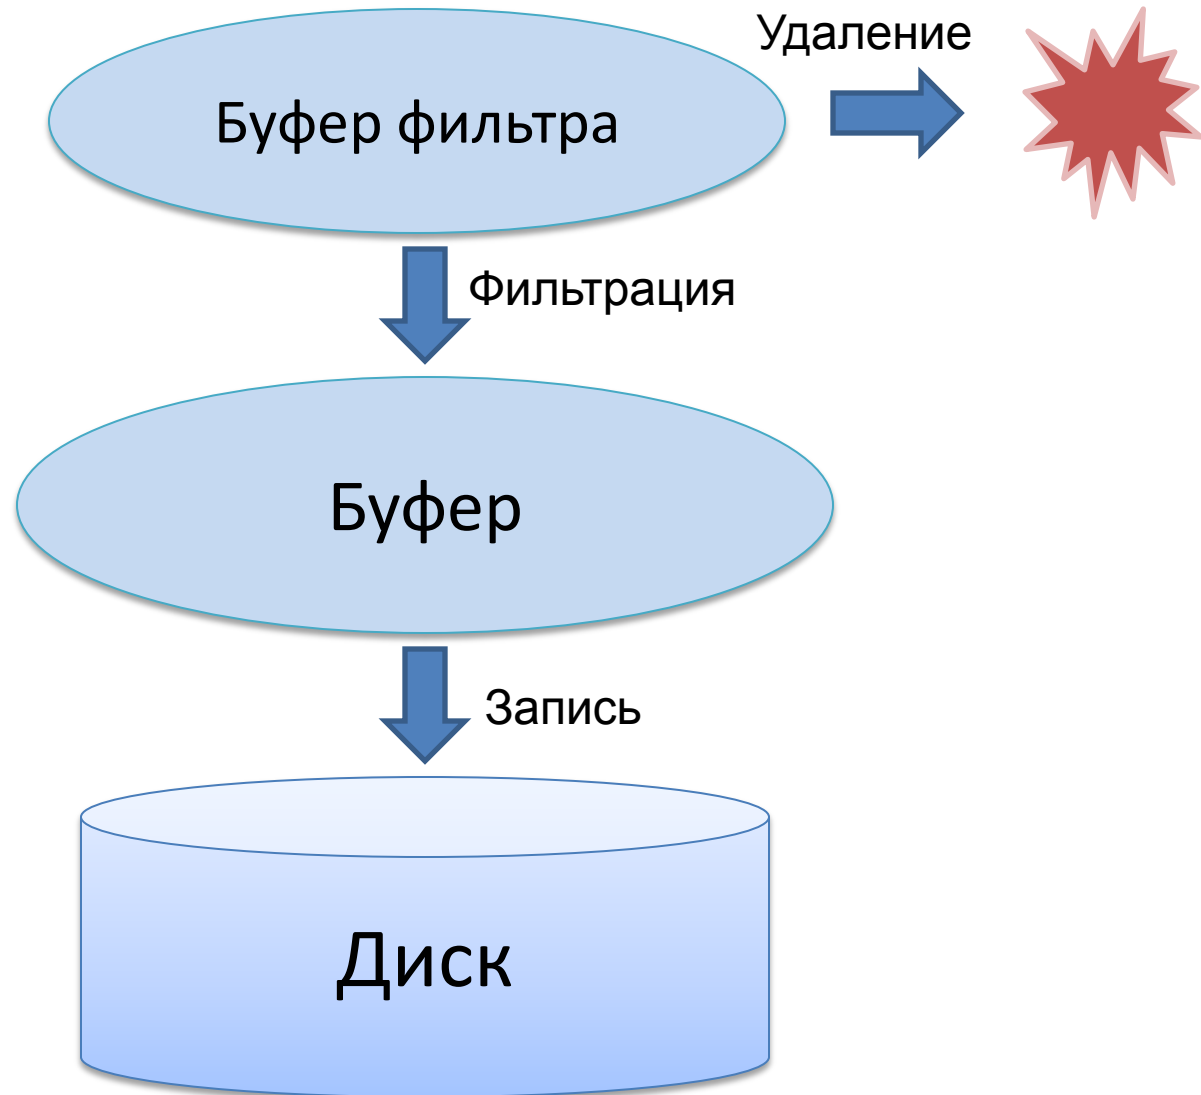 Удаление
Буфер фильтра
Фильтрация
Буфер
Запись
Диск